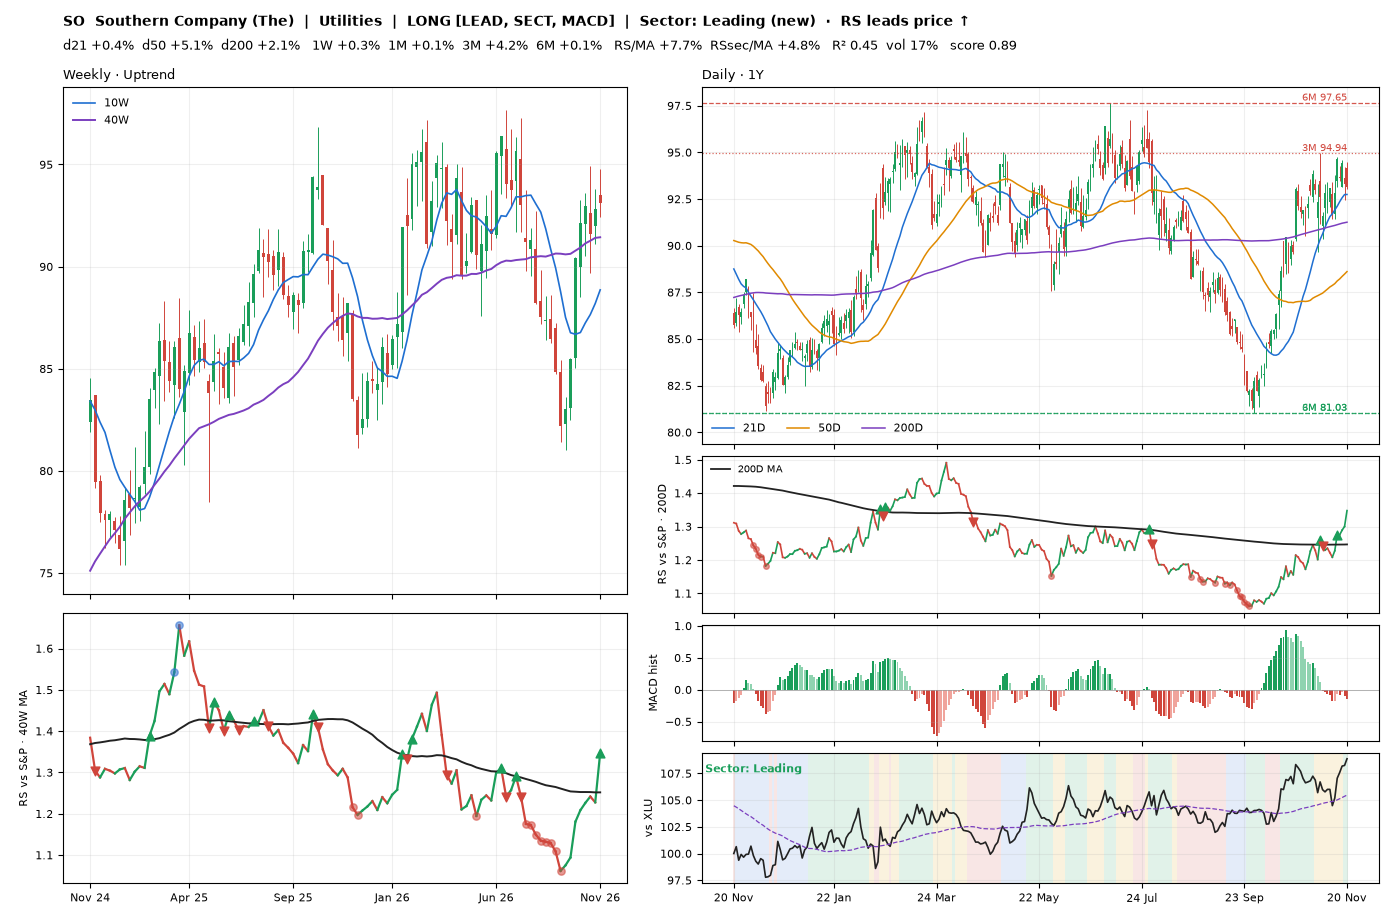 SO  Southern Company (The)  |  Utilities  |  LONG [LEAD, SECT, MACD]  |  Sector: Leading (new)  ·  RS leads price ↑
d21 +0.4%  d50 +5.1%  d200 +2.1%   1W +0.3%  1M +0.1%  3M +4.2%  6M +0.1%   RS/MA +7.7%  RSsec/MA +4.8%   R² 0.45  vol 17%   score 0.89
Weekly · Uptrend
10W
40W
95
90
85
80
75
Daily · 1Y
6M 97.65
3M 94.94
6M 81.03
97.5
95.0
92.5
90.0
87.5
85.0
82.5
80.0
21D
50D
200D
RS vs S&P · 200D
200D MA
1.5
1.4
1.3
1.2
1.1
RS vs S&P · 40W MA
1.6
1.5
1.4
1.3
1.2
1.1
Nov 24
Apr 25
Sep 25
Jan 26
Jun 26
Nov 26
MACD hist
1.0
0.5
0.0
−0.5
vs XLU
Sector: Leading
107.5
105.0
102.5
100.0
97.5
20 Nov
22 Jan
24 Mar
22 May
24 Jul
23 Sep
20 Nov